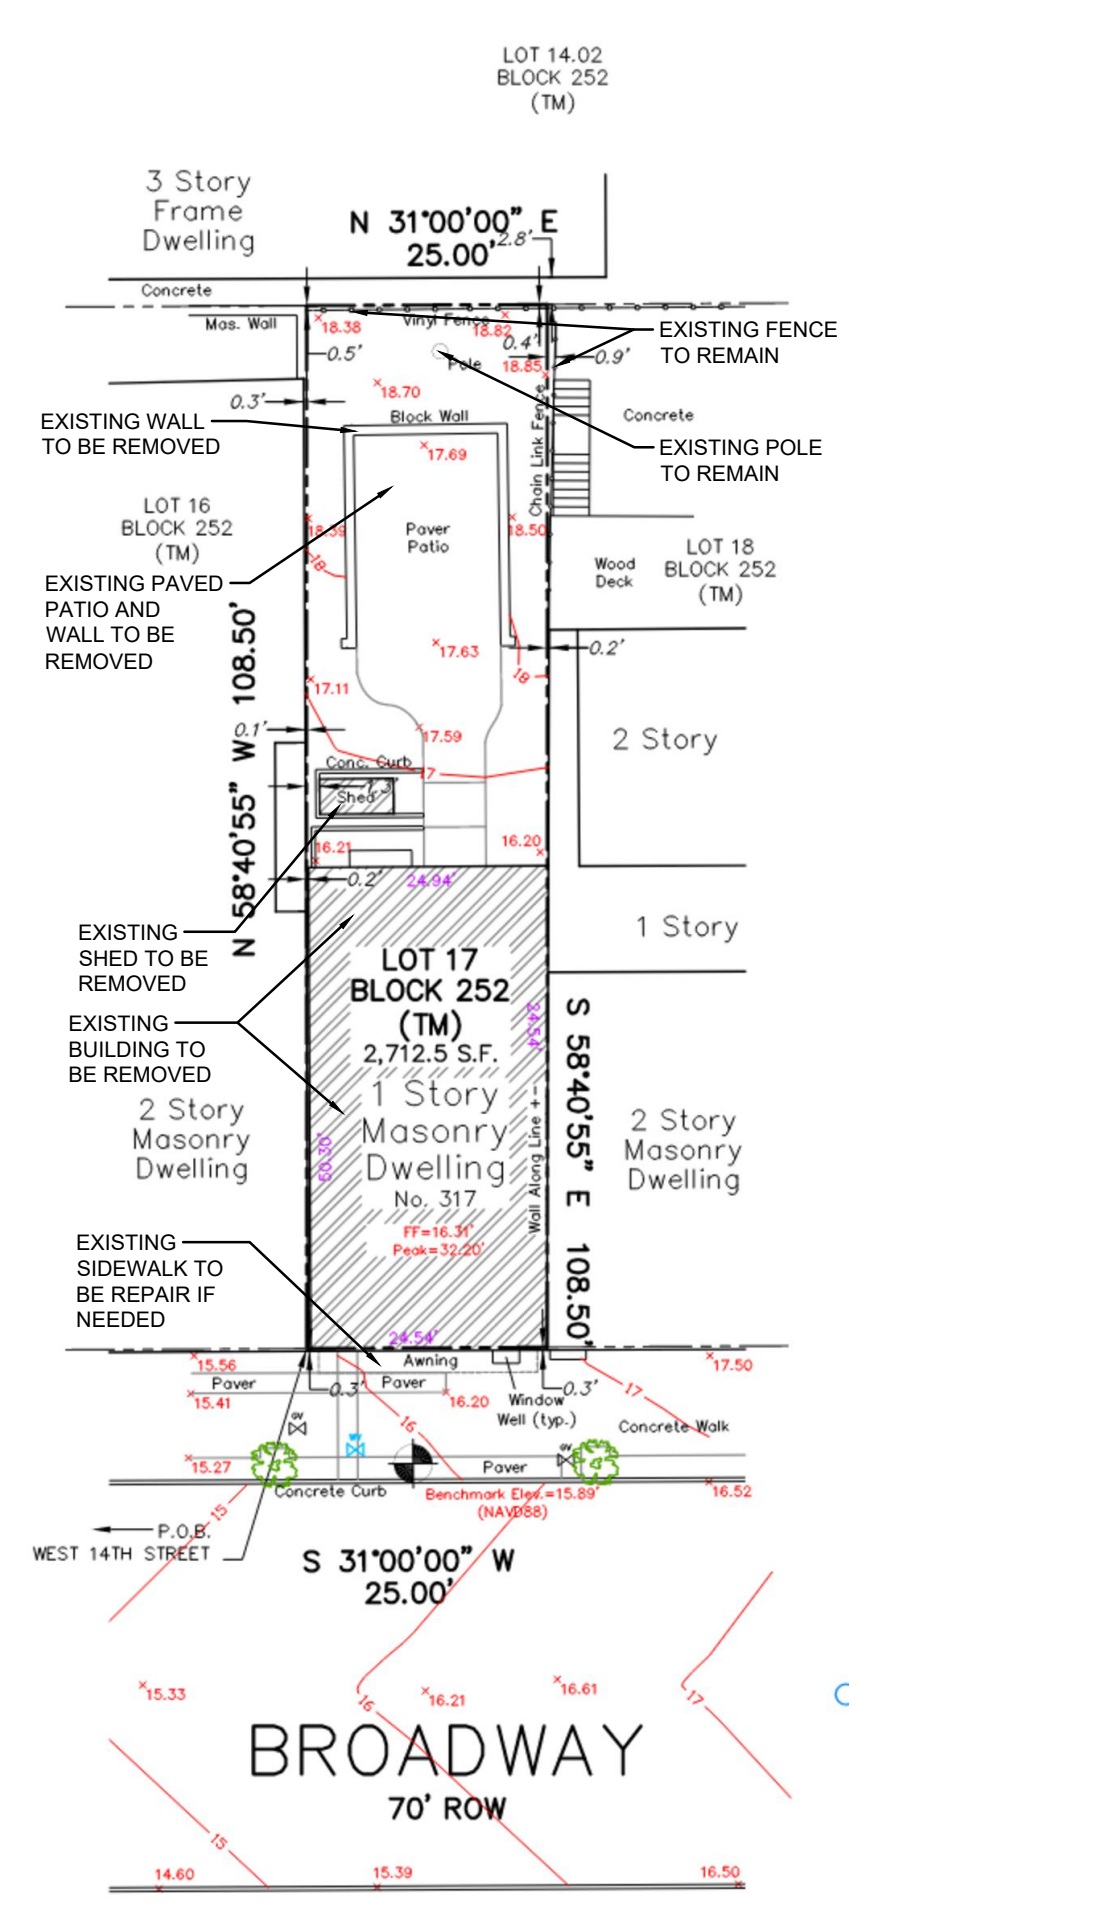 LOT 14.02
BLOCK 252
(TM)
3 Story
Frame
Dwelling
N 31°00'00" E
25.00'
2.8'
Concrete
Mas. Wall
18.38
Vinyl Fence
18.82
EXISTING FENCE
TO REMAIN
0.5'
0.4'
0.9'
Pole
18.85
18.70
0.3'
Block Wall
Chain Link Fence
Concrete
EXISTING WALL
TO BE REMOVED
17.69
EXISTING POLE
TO REMAIN
LOT 16
BLOCK 252
(TM)
18.39
Paver
Patio
18.50
18
LOT 18
BLOCK 252
(TM)
Wood
Deck
EXISTING PAVED
PATIO AND
WALL TO BE
REMOVED
17.63
0.2'
18
17.11
N 58°40'55" W 108.50'
0.1'
17.59
2 Story
Conc. Curb
17
7.3'
Shed
16.21
16.20
0.2'
24.94'
EXISTING
SHED TO BE
REMOVED
1 Story
LOT 17
BLOCK 252
(TM)
2,712.5 S.F.
24.54'
EXISTING
BUILDING TO
BE REMOVED
S 58°40'55" E 108.50'
1 Story
Masonry
Dwelling
No. 317
Wall Along Line +-
2 Story
Masonry
Dwelling
50.30'
2 Story
Masonry
Dwelling
FF=16.31'
Peak=32.20'
EXISTING
SIDEWALK TO
BE REPAIR IF
NEEDED
24.54'
15.56
Awning
17.50
Paver
0.3'
Paver
0.3'
17
15.41
16.20
Window
Well (typ.)
GV
16
WV
Concrete Walk
GV
15.27
Paver
Concrete Curb
Benchmark Elev.=15.89'
(NAVD88)
16.52
15
P.O.B.
WEST 14TH STREET
S 31°00'00" W
25.00'
15.33
16
16.21
16.61
17
BROADWAY
70' ROW
15
14.60
15.39
16.50